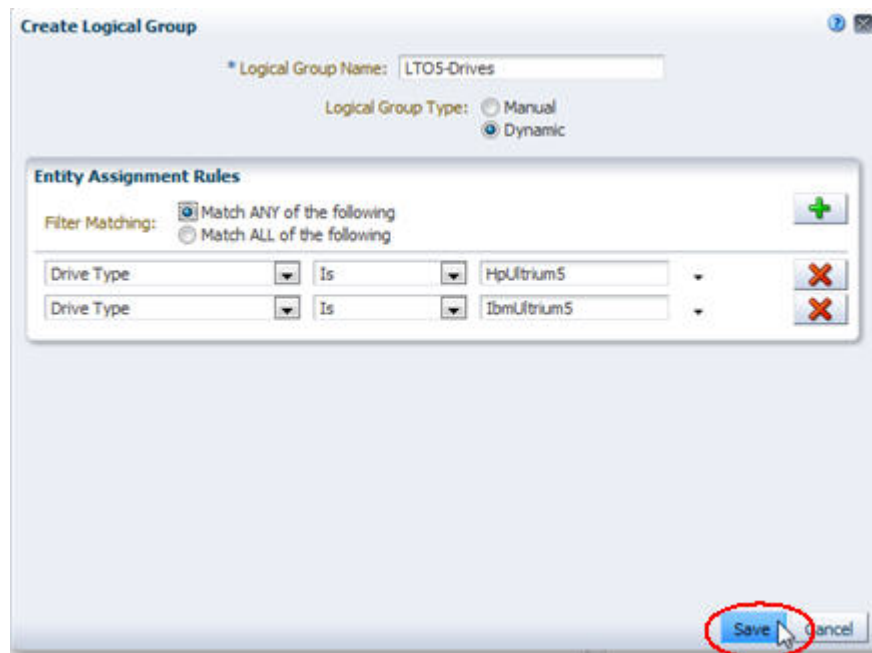 Create Logical Group
* Logical Group Name: LTO5-Drives
Logical Group Type: Manual
Dynamic
Entity Assignment Rules
Filter Matching: Match ANY of the following
Match ALL of the following
Drive Type Is HpUltrium5
Drive Type Is IbmUltrium5
Save Cancel